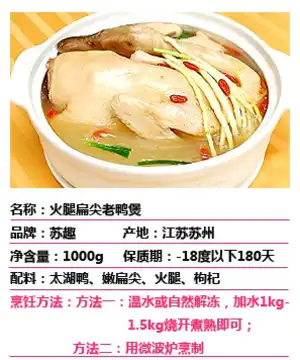 名称：火腿扁尖老鸭煲
品牌：苏趣 产地：江苏苏州
净含量：1000g 保质期：-18度以下180天
配料：太湖鸭、嫩扁尖、火腿、枸杞
烹饪方法：方法一：温水或自然解冻，加水1kg-
1.5kg烧开煮熟即可；
方法二：用微波炉烹制